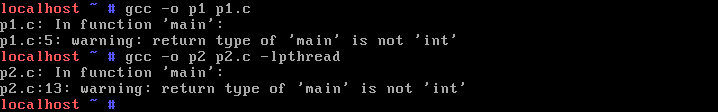 localhost ~ # gcc -o p1 p1.c
p1.c: In function 'main':
p1.c:5: warning: return type of 'main' is not 'int'
localhost ~ # gcc -o p2 p2.c -lpthread
p2.c: In function 'main':
p2.c:13: warning: return type of 'main' is not 'int'
localhost ~ #